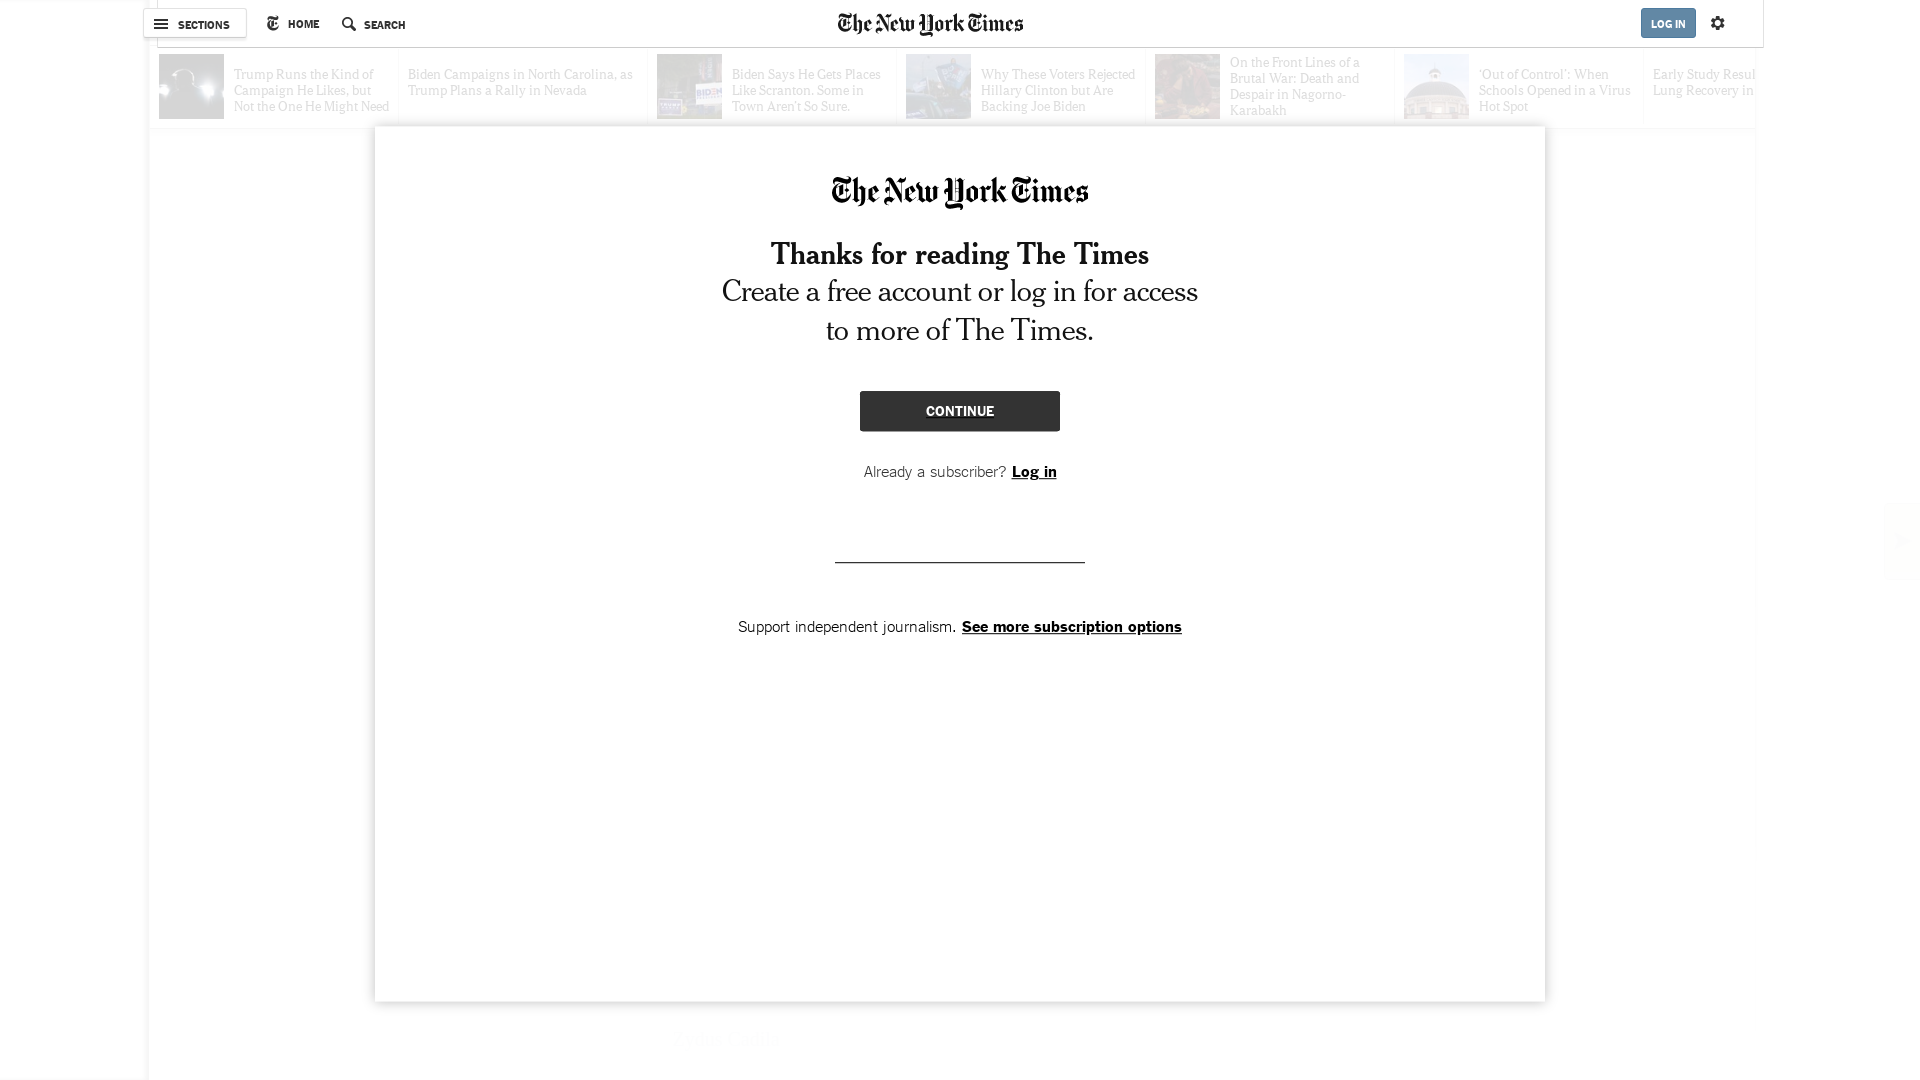 SECTIONS
HOME
SEARCH
The New York Times
LOG IN
Trump Runs the Kind of
Campaign He Likes, but
Not the One He Might Need
Biden Campaigns in North Carolina, as
Trump Plans a Rally in Nevada
Biden Says He Gets Places
Like Scranton. Some in
Town Aren't So Sure.
Why These Voters Rejected
Hillary Clinton but Are
Backing Joe Biden
On the Front Lines of a
Brutal War: Death and
Despair in Nagorno-
Karabakh
‘Out of Control’: When
Schools Opened in a Virus
Hot Spot
Early Study Resul
Lung Recovery in
The New York Times
Thanks for reading The Times
Create a free account or log in for access
to more of The Times.
CONTINUE
Already a subscriber? Log in
Support independent journalism. See more subscription options